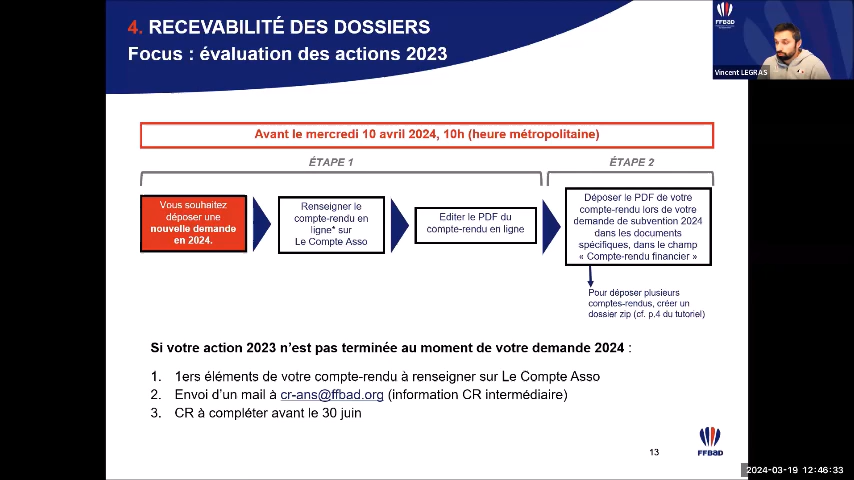 4. RECEVABILITÉ DES DOSSIERS
Focus : évaluation des actions 2023
FFBaD
Vincent LEGRAS
Avant le mercredi 10 avril 2024, 10h (heure métropolitaine)
ÉTAPE 1
ÉTAPE 2
Vous souhaitez
déposer une
nouvelle demande
en 2024.
Renseigner le
compte-rendu en
ligne* sur
Le Compte Asso
Editer le PDF du
compte-rendu en ligne
Déposer le PDF de votre
compte-rendu lors de votre
demande de subvention 2024
dans les documents
spécifiques, dans le champ
« Compte-rendu financier »
Pour déposer plusieurs
comptes-rendus, créer un
dossier zip (cf. p.4 du tutoriel)
Si votre action 2023 n’est pas terminée au moment de votre demande 2024 :
1. 1ers éléments de votre compte-rendu à renseigner sur Le Compte Asso
2. Envoi d’un mail à cr-ans@ffbad.org (information CR intermédiaire)
3. CR à compléter avant le 30 juin
13
FFBaD
2024-03-19 12:46:33